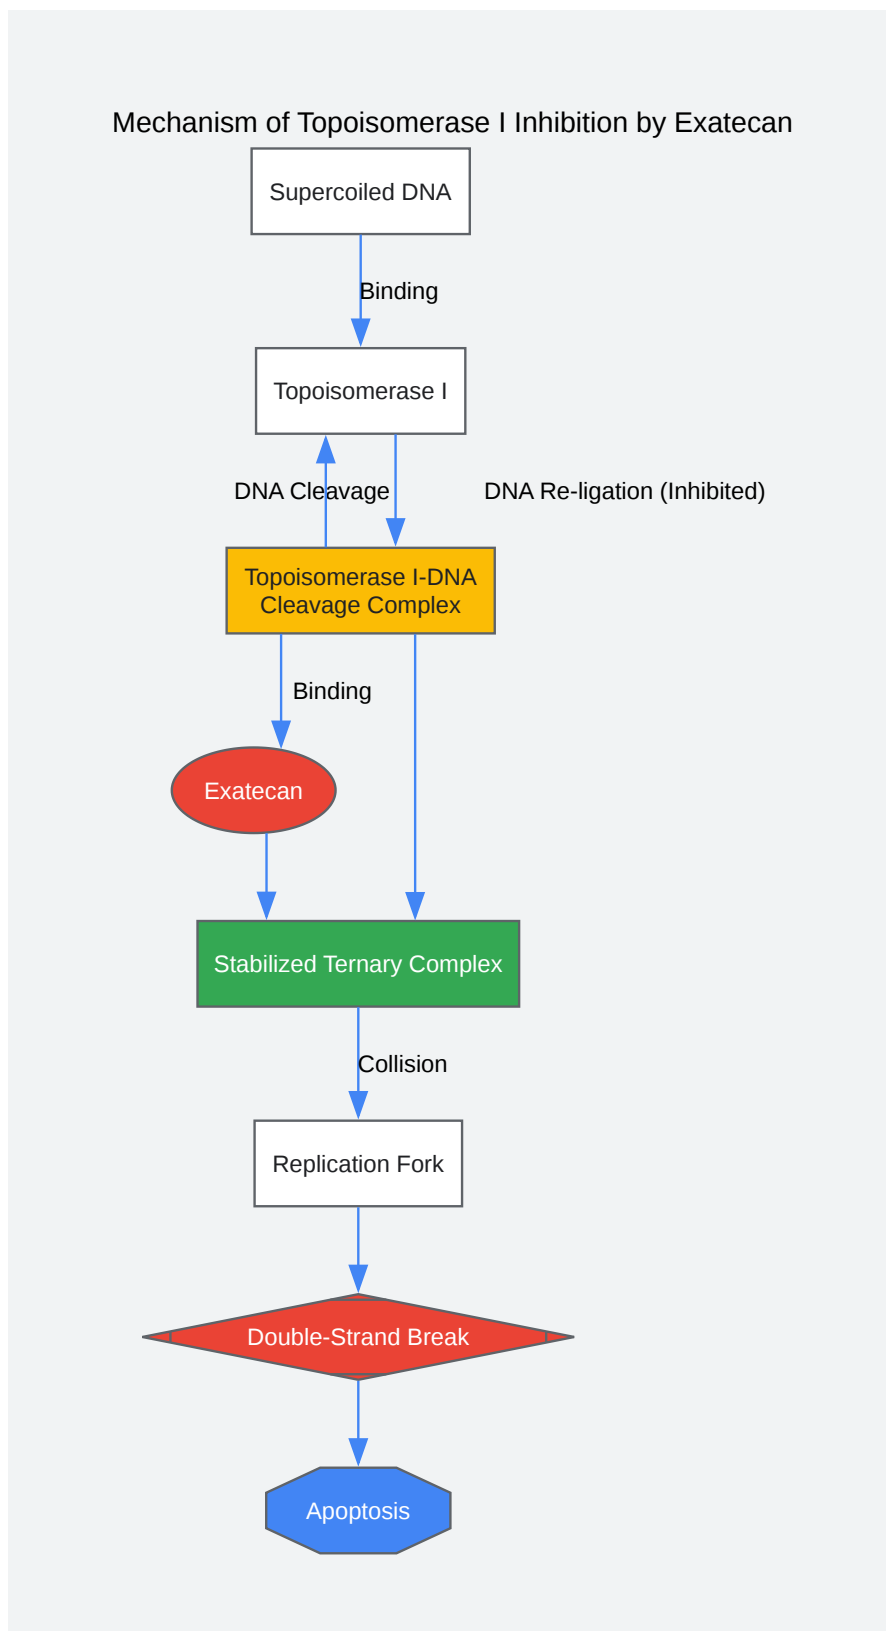 Mechanism of Topoisomerase I Inhibition by Exatecan
Supercoiled DNA
Binding
Topoisomerase I
DNA Cleavage
DNA Re-ligation (Inhibited)
Topoisomerase I-DNA
Cleavage Complex
Binding
Exatecan
Stabilized Ternary Complex
Collision
Replication Fork
Double-Strand Break
Apoptosis